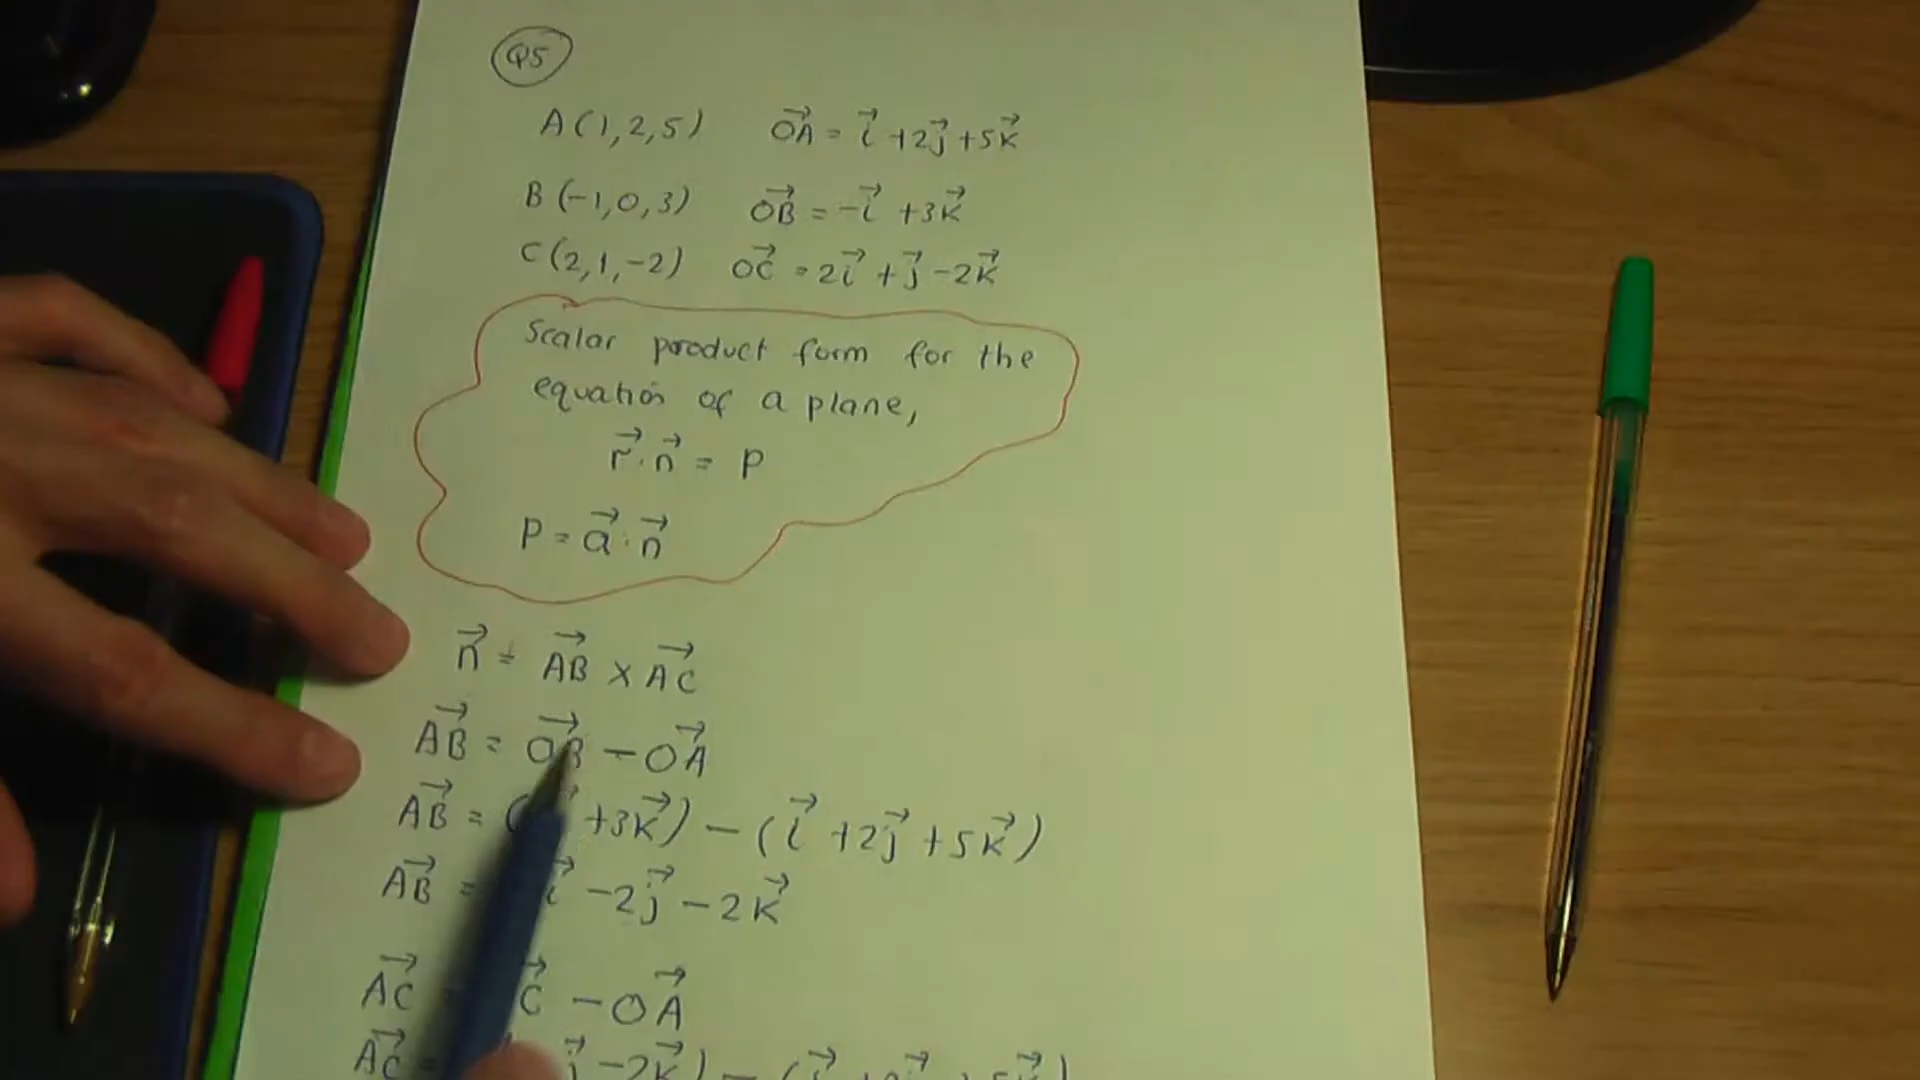 Q5
A(1,2,5) OA⃗ = i⃗ +2j⃗ +5k⃗
B(-1,0,3) OB⃗ = -i⃗ +3k⃗
C(2,1,-2) OC⃗ = 2i⃗ + j⃗ -2k⃗
Scalar product form for the
equation of a plane,
r⃗ . n⃗ = P
P = a⃗ . n⃗
n⃗ = AB⃗ × AC⃗
AB⃗ = OB⃗ - OA⃗
AB⃗ = ( +3k⃗) - (i⃗ +2j⃗ +5k⃗)
AB⃗ = i⃗ -2j⃗ -2k⃗
AC⃗ C⃗ - OA⃗
AC⃗ = j⃗ -2k⃗) - (i⃗